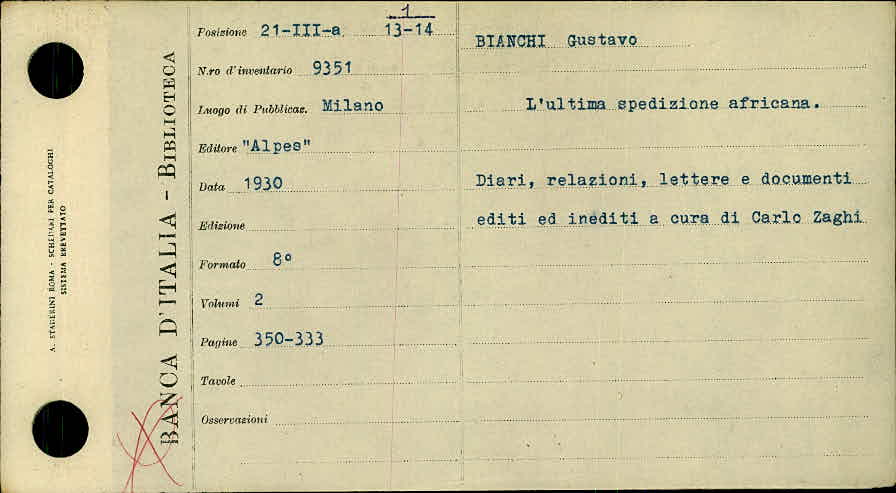 A. STADERINI ROMA - SCHEDARI PER CATALOGHI
SISTEMA BREVETTATO
BANCA D'ITALIA - BIBLIOTECA
1
Posizione 21-III-a 13-14
N.ro d'inventario 9351
Luogo di Pubblicaz. Milano
Editore "Alpes"
Data 1930
Edizione
Formato 8º
Volumi 2
Pagine 350-333
Tavole
Osservazioni
BIANCHI Gustavo
L'ultima spedizione africana.
Diari, relazioni, lettere e documenti
editi ed inediti a cura di Carlo Zaghi